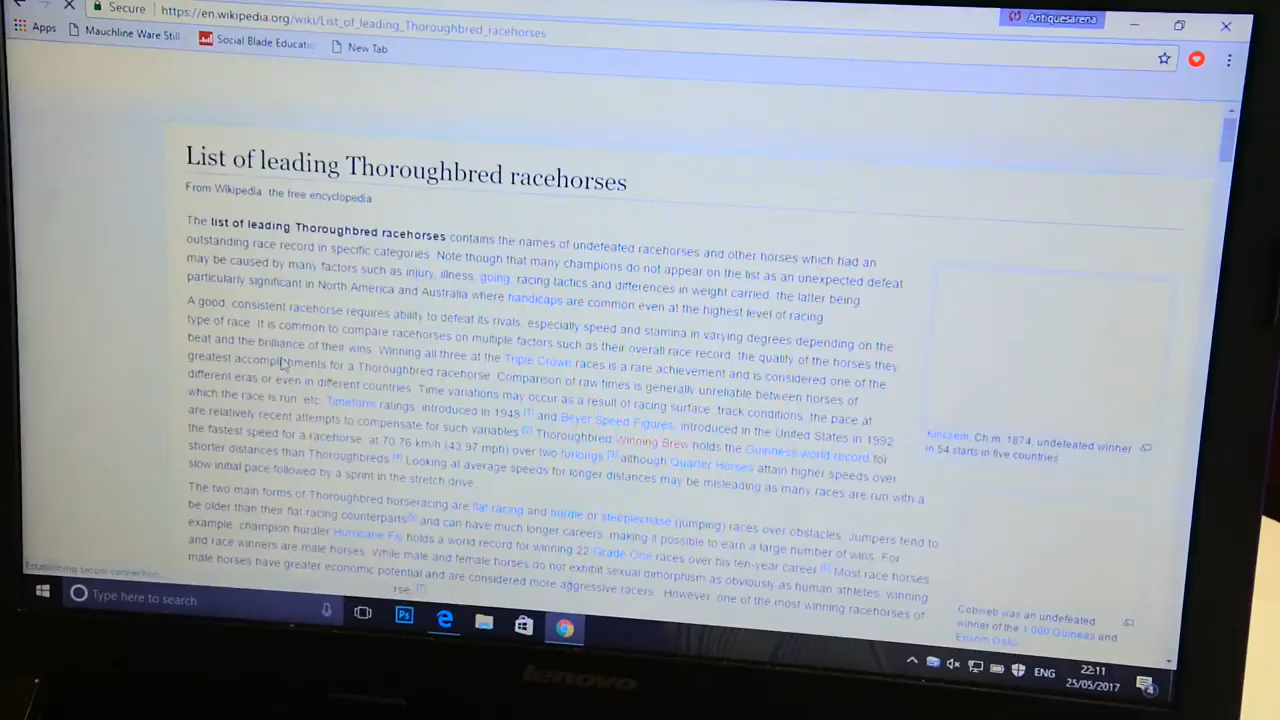 Secure https://en.wikipedia.org/wiki/List_of_leading_Thoroughbred_racehorses
Antiquesarena
Apps Mauchline Ware Still Social Blade Educatio New Tab
List of leading Thoroughbred racehorses
From Wikipedia, the free encyclopedia
The list of leading Thoroughbred racehorses contains the names of undefeated racehorses and other horses which had an
outstanding race record in specific categories. Note though that many champions do not appear on the list as an unexpected defeat
may be caused by many factors such as injury, illness, going, racing tactics and differences in weight carried, the latter being
particularly significant in North America and Australia where handicaps are common even at the highest level of racing
A good, consistent racehorse requires ability to defeat its rivals, especially speed and stamina in varying degrees depending on the
type of race. It is common to compare racehorses on multiple factors such as their overall race record, the quality of the horses they
beat and the brilliance of their wins. Winning all three at the Triple Crown races is a rare achievement and is considered one of the
greatest accomplishments for a Thoroughbred racehorse. Comparison of raw times is generally unreliable between horses of
different eras or even in different countries. Time variations may occur as a result of racing surface, track conditions, the pace at
which the race is run, etc. Timeform ratings, introduced in 1948,[1] and Beyer Speed Figures, introduced in the United States in 1992
are relatively recent attempts to compensate for such variables.[2] Thoroughbred Winning Brew holds the Guinness world record for
the fastest speed for a racehorse, at 70.76 km/h (43.97 mph) over two furlongs,[3] although Quarter Horses attain higher speeds over
shorter distances than Thoroughbreds.[4] Looking at average speeds for longer distances may be misleading as many races are run with a
slow initial pace followed by a sprint in the stretch drive.
The two main forms of Thoroughbred horseracing are flat racing and hurdle or steeplechase (jumping) races over obstacles. Jumpers tend to
be older than their flat racing counterparts[5] and can have much longer careers, making it possible to earn a large number of wins. For
example, champion hurdler Hurricane Fly holds a world record for winning 22 Grade One races over his ten-year career.[6] Most race horses
and race winners are male horses. While male and female horses do not exhibit sexual dimorphism as obviously as human athletes, winning
male horses have greater economic potential and are considered more aggressive racers. However, one of the most winning racehorses of
rse.[7]
Kincsem, Ch.m. 1874, undefeated winner
in 54 starts in five countries
Cobweb was an undefeated
winner of the 1,000 Guineas and
Epsom Oaks
Establishing secure connection...
Type here to search
Ps
ENG
22:11
25/05/2017
4
lenovo